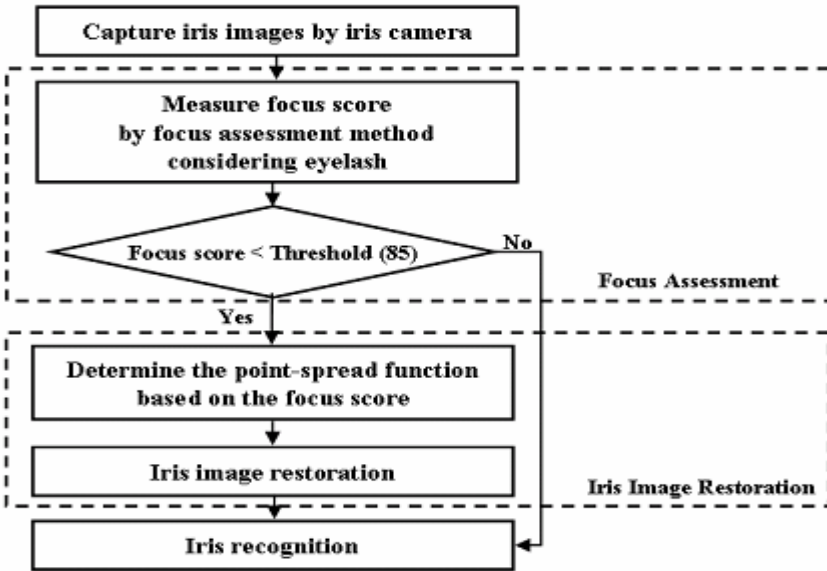 Capture iris images by iris camera
Measure focus score
by focus assessment method
considering eyelash
Focus score < Threshold (85)
No
Focus Assessment
Yes
Determine the point-spread function
based on the focus score
Iris image restoration
Iris Image Restoration
Iris recognition